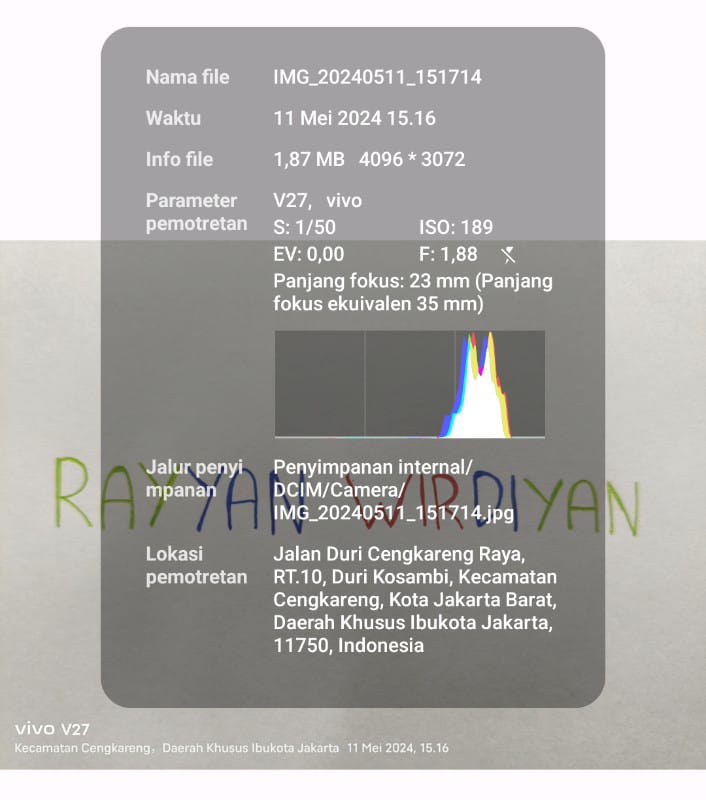 Nama file IMG_20240511_151714
Waktu 11 Mei 2024 15.16
Info file 1,87 MB 4096 * 3072
Parameter pemotretan V27, vivo
S: 1/50 ISO: 189
EV: 0,00 F: 1,88
Panjang fokus: 23 mm (Panjang
fokus ekuivalen 35 mm)
Jalur penyi
mpanan
Penyimpanan internal/
DCIM/Camera/
IMG_20240511_151714.jpg
RAYYAN WIRDIYAN
Lokasi
pemotretan
Jalan Duri Cengkareng Raya,
RT.10, Duri Kosambi, Kecamatan
Cengkareng, Kota Jakarta Barat,
Daerah Khusus Ibukota Jakarta,
11750, Indonesia
vivo V27
Kecamatan Cengkareng, Daerah Khusus Ibukota Jakarta 11 Mei 2024, 15.16